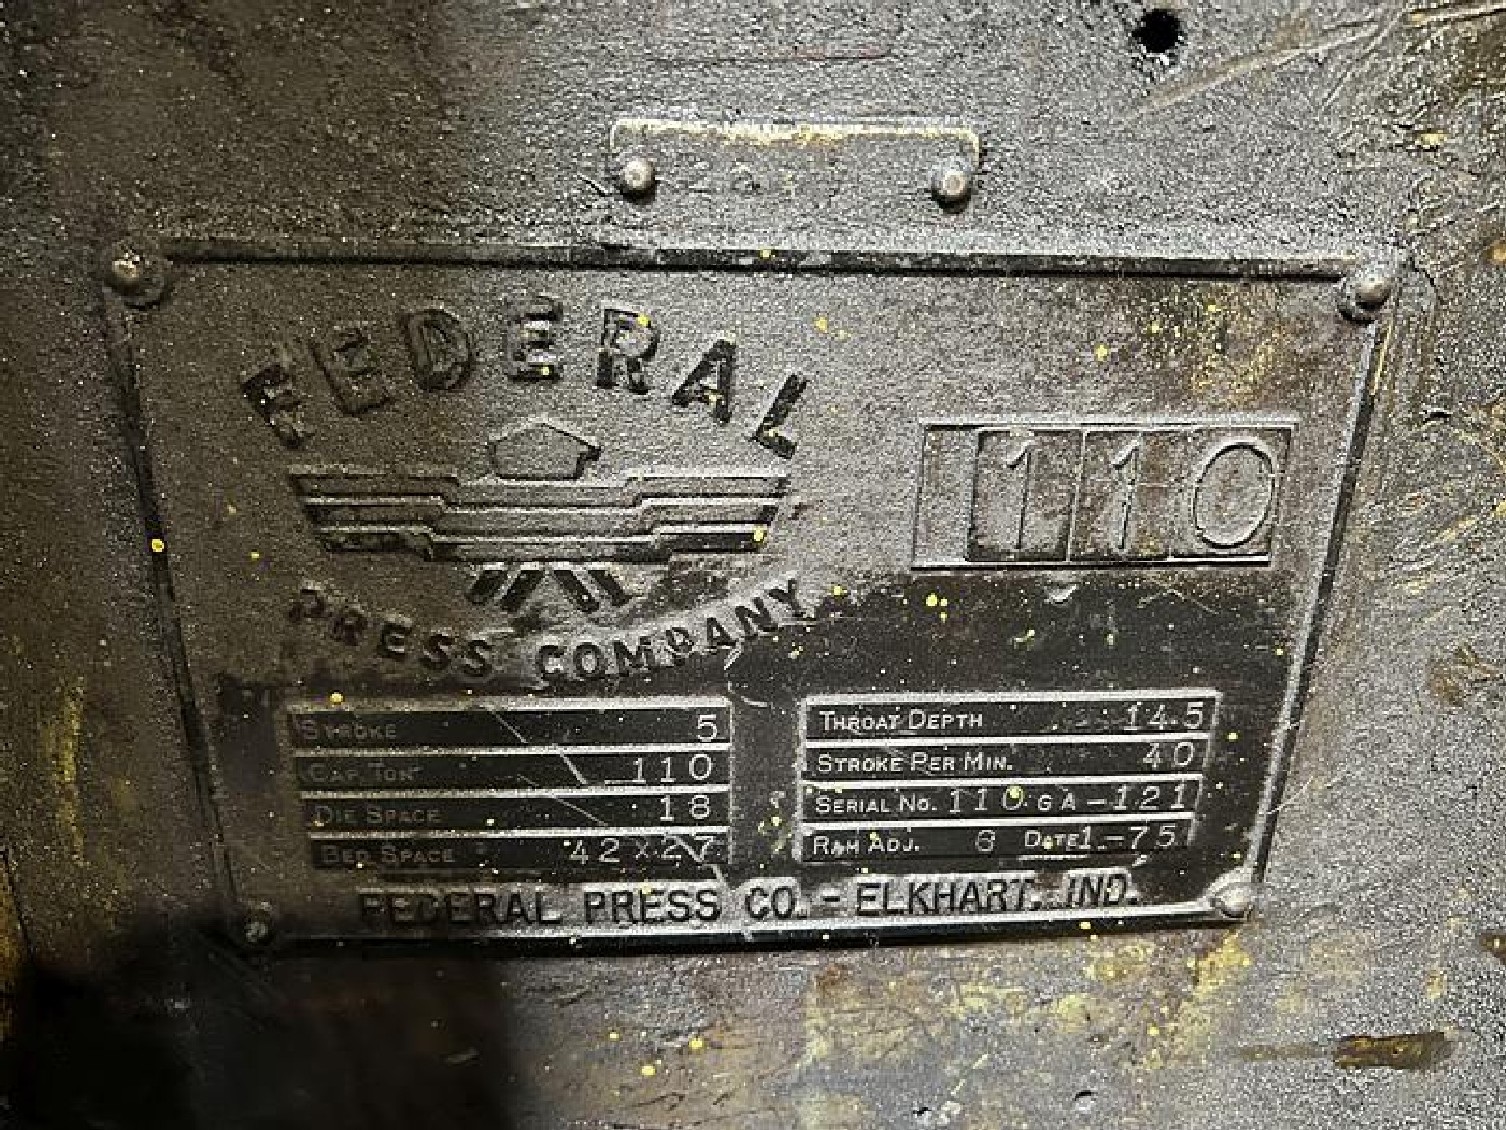 FEDERAL
110
PRESS COMPANY
STROKE 5
CAP TON 110
DIE SPACE 18
BED SPACE 42 X 27
THROAT DEPTH 14.5
STROKE PER MIN. 40
SERIAL NO. 110 GA-121
RAM ADJ. DATE 1-75
FEDERAL PRESS CO. - ELKHART, IND.